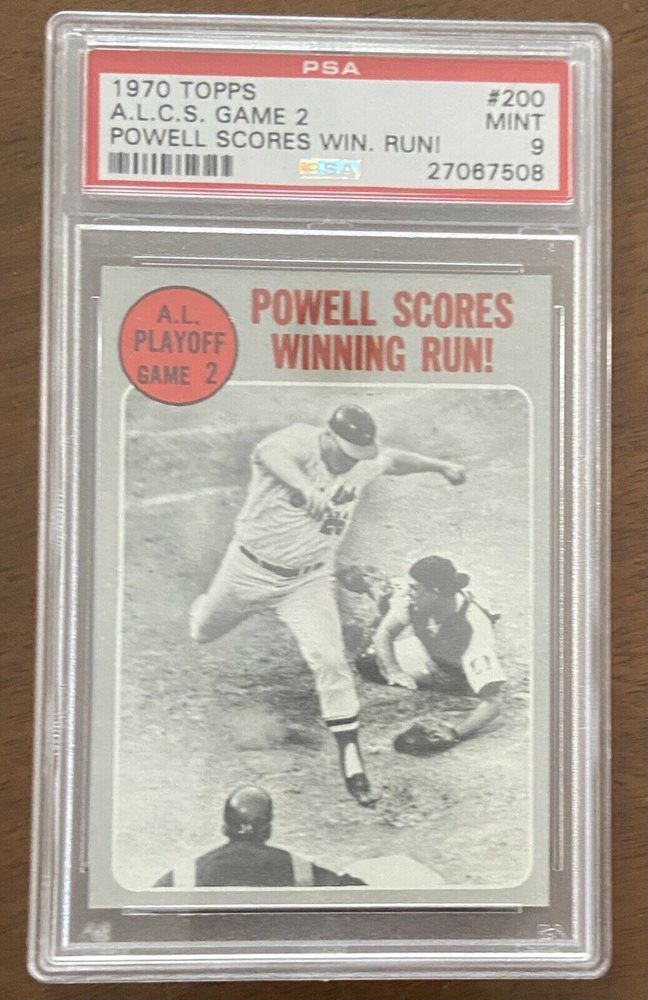 PSA
1970 TOPPS #200
A.L.C.S. GAME 2 MINT
POWELL SCORES WIN. RUN! 9
PSA 27067508
A.L.
PLAYOFF
GAME 2
POWELL SCORES
WINNING RUN!